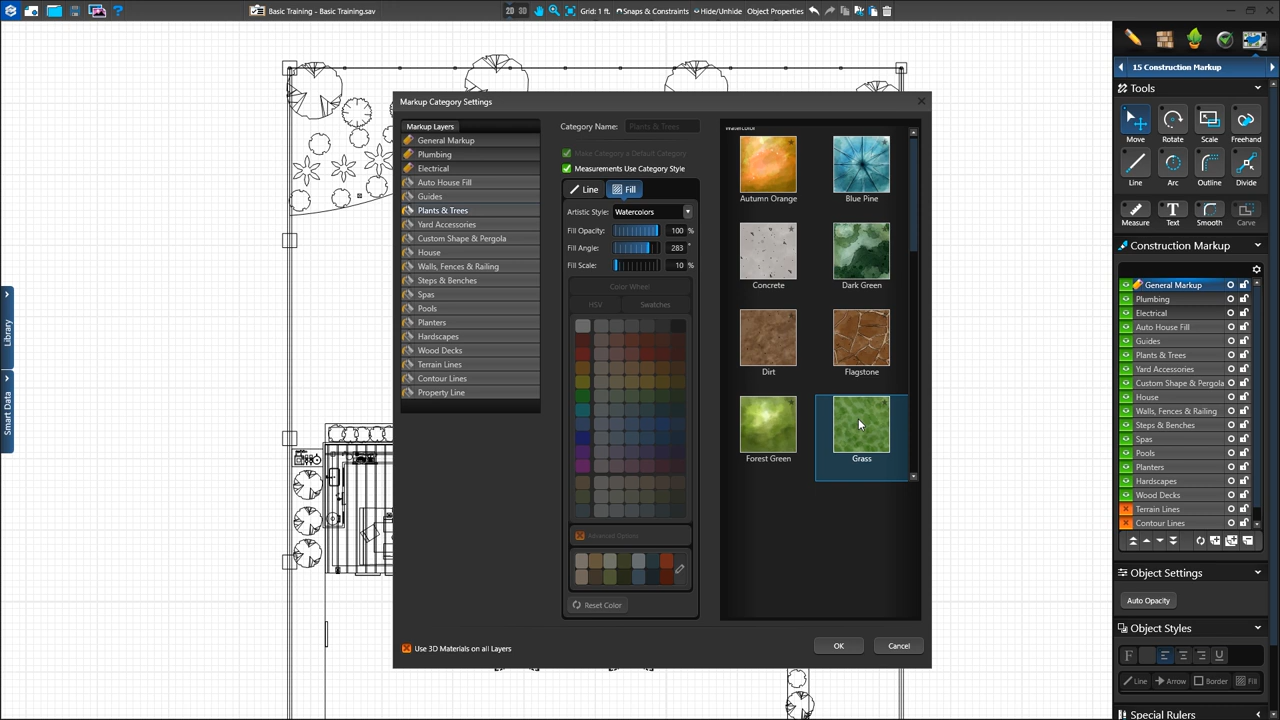 Basic Training - Basic Training.sav
2D 3D
Grid: 1 ft.
Snaps & Constraints
Hide/Unhide
Object Properties
15 Construction Markup
Tools
Move
Rotate
Scale
Freehand
Line
Arc
Outline
Divide
Measure
Text
Smooth
Carve
Construction Markup
General Markup
Plumbing
Electrical
Auto House Fill
Guides
Plants & Trees
Yard Accessories
Custom Shape & Pergola
House
Walls, Fences & Railing
Steps & Benches
Spas
Pools
Planters
Hardscapes
Wood Decks
Terrain Lines
Contour Lines
Object Settings
Auto Opacity
Object Styles
F
U
Line
Arrow
Border
Fill
Special Rulers
Library
Smart Data
Markup Category Settings
Markup Layers
General Markup
Plumbing
Electrical
Auto House Fill
Guides
Plants & Trees
Yard Accessories
Custom Shape & Pergola
House
Walls, Fences & Railing
Steps & Benches
Spas
Pools
Planters
Hardscapes
Wood Decks
Terrain Lines
Contour Lines
Property Line
Use 3D Materials on all Layers
Category Name: Plants & Trees
Make Category a Default Category
Measurements Use Category Style
Line
Fill
Artistic Style: Watercolors
Fill Opacity: 100 %
Fill Angle: 283 °
Fill Scale: 10 %
Color Wheel
HSV
Swatches
Advanced Options
Reset Color
Watercolor
Autumn Orange
Blue Pine
Concrete
Dark Green
Dirt
Flagstone
Forest Green
Grass
OK
Cancel